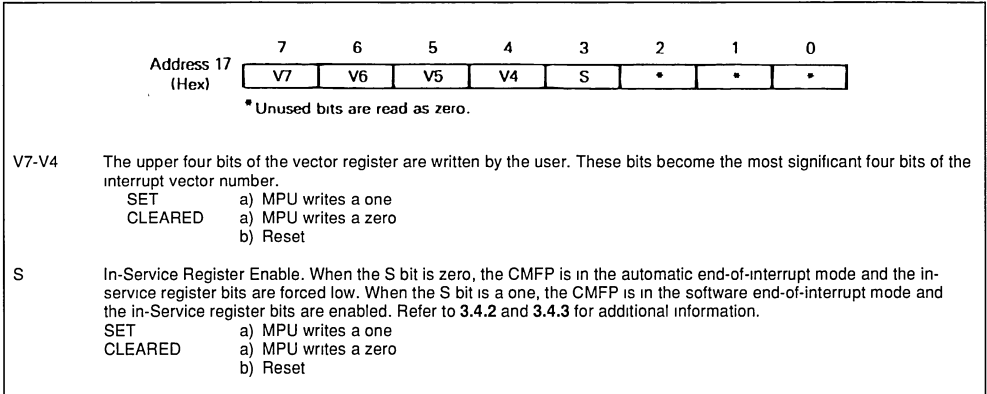 7 6 5 4 3 2 1 0
Address 17
(Hex)
V7 V6 V5 V4 S * * *
* Unused bits are read as zero.
V7-V4 The upper four bits of the vector register are written by the user. These bits become the most significant four bits of the
interrupt vector number.
SET a) MPU writes a one
CLEARED a) MPU writes a zero
b) Reset
S In-Service Register Enable. When the S bit is zero, the CMFP is in the automatic end-of-interrupt mode and the in-
service register bits are forced low. When the S bit is a one, the CMFP is in the software end-of-interrupt mode and
the in-Service register bits are enabled. Refer to 3.4.2 and 3.4.3 for additional information.
SET a) MPU writes a one
CLEARED a) MPU writes a zero
b) Reset